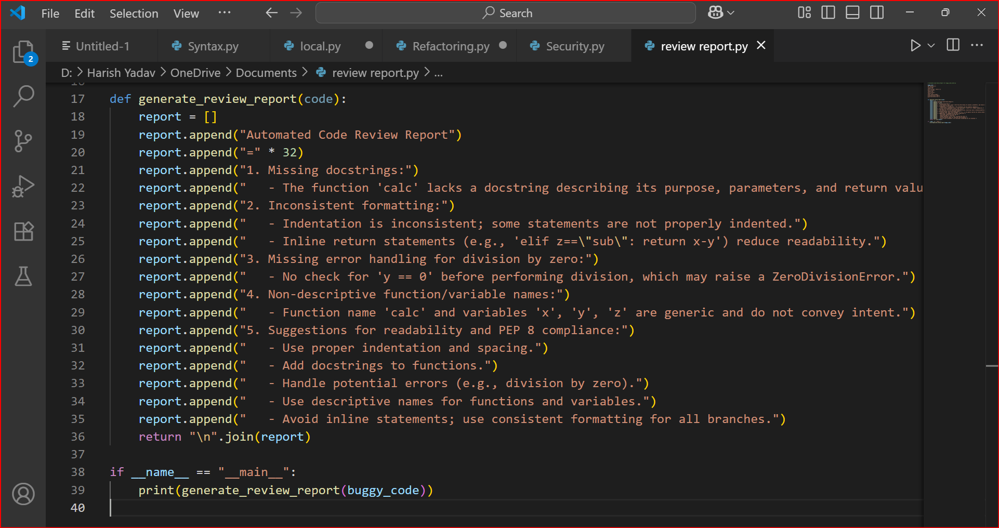 File Edit Selection View ··· Search
2
Untitled-1 Syntax.py local.py Refactoring.py Security.py review report.py
D: > Harish Yadav > OneDrive > Documents > review report.py > ...
17 def generate_review_report(code):
18 report = []
19 report.append("Automated Code Review Report")
20 report.append("=" * 32)
21 report.append("1. Missing docstrings:")
22 report.append("   - The function 'calc' lacks a docstring describing its purpose, parameters, and return valu
23 report.append("2. Inconsistent formatting:")
24 report.append("   - Indentation is inconsistent; some statements are not properly indented.")
25 report.append("   - Inline return statements (e.g., 'elif z==\"sub\": return x-y') reduce readability.")
26 report.append("3. Missing error handling for division by zero:")
27 report.append("   - No check for 'y == 0' before performing division, which may raise a ZeroDivisionError.")
28 report.append("4. Non-descriptive function/variable names:")
29 report.append("   - Function name 'calc' and variables 'x', 'y', 'z' are generic and do not convey intent.")
30 report.append("5. Suggestions for readability and PEP 8 compliance:")
31 report.append("   - Use proper indentation and spacing.")
32 report.append("   - Add docstrings to functions.")
33 report.append("   - Handle potential errors (e.g., division by zero).")
34 report.append("   - Use descriptive names for functions and variables.")
35 report.append("   - Avoid inline statements; use consistent formatting for all branches.")
36 return "\n".join(report)
37
38 if __name__ == "__main__":
39 print(generate_review_report(buggy_code))
40